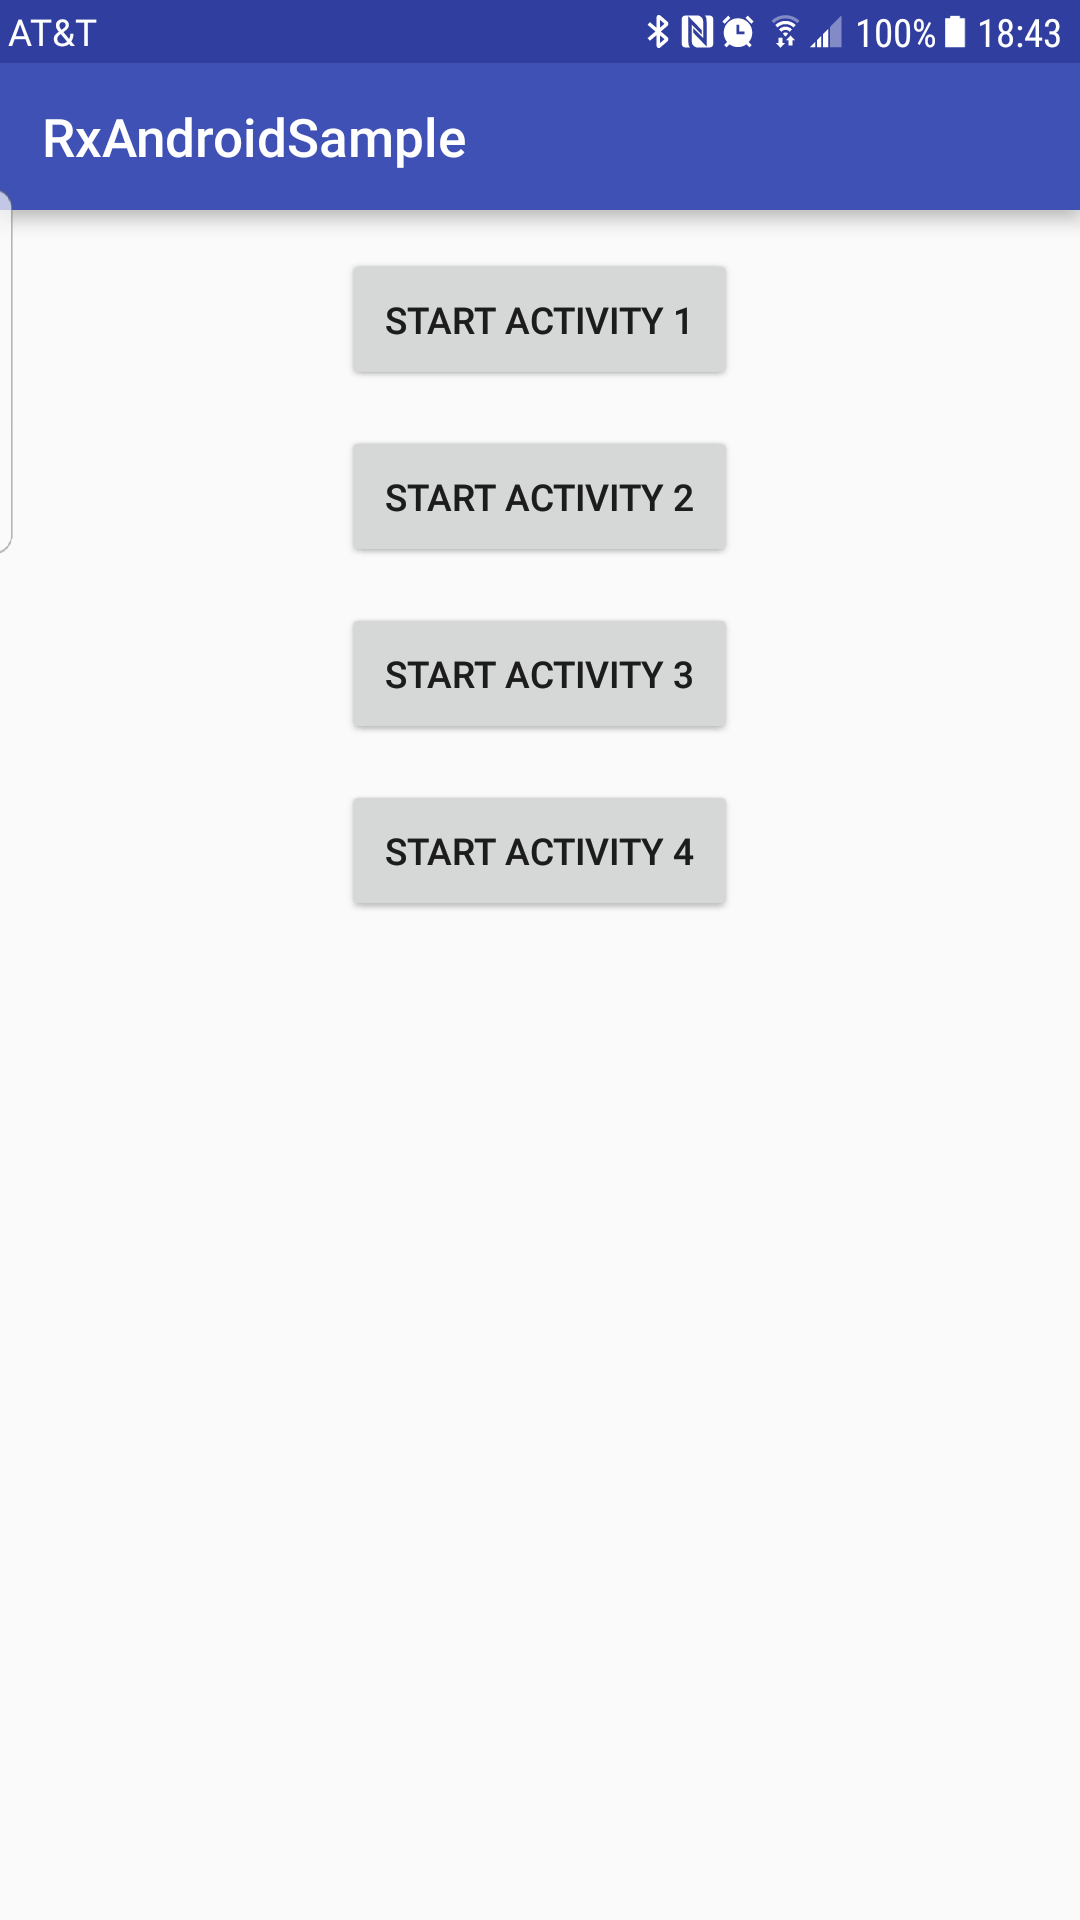 AT&T 100% 18:43
RxAndroidSample
START ACTIVITY 1
START ACTIVITY 2
START ACTIVITY 3
START ACTIVITY 4